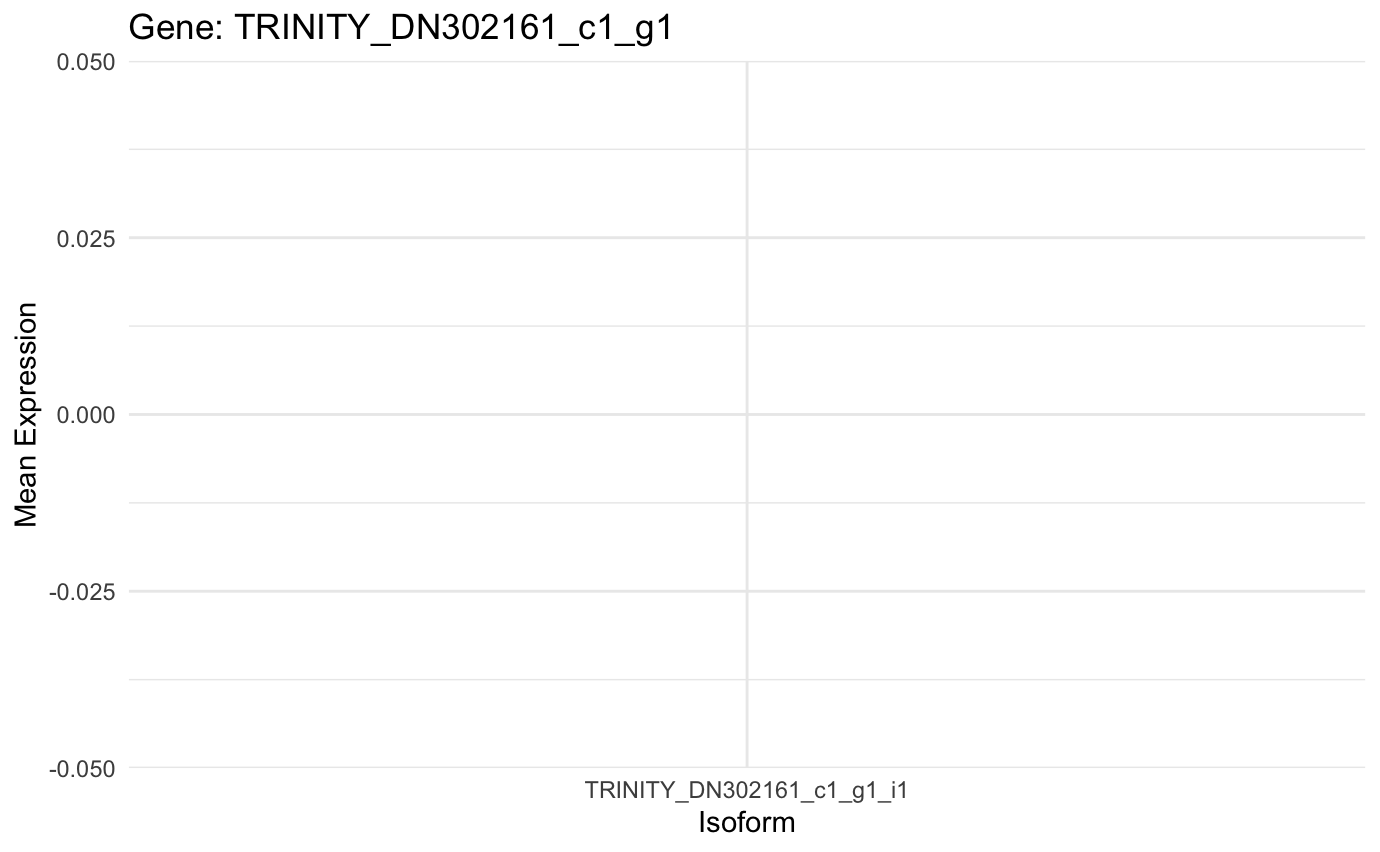 Gene: TRINITY_DN302161_c1_g1
0.050
0.025
0.000
-0.025
-0.050
Mean Expression
TRINITY_DN302161_c1_g1_i1
Isoform